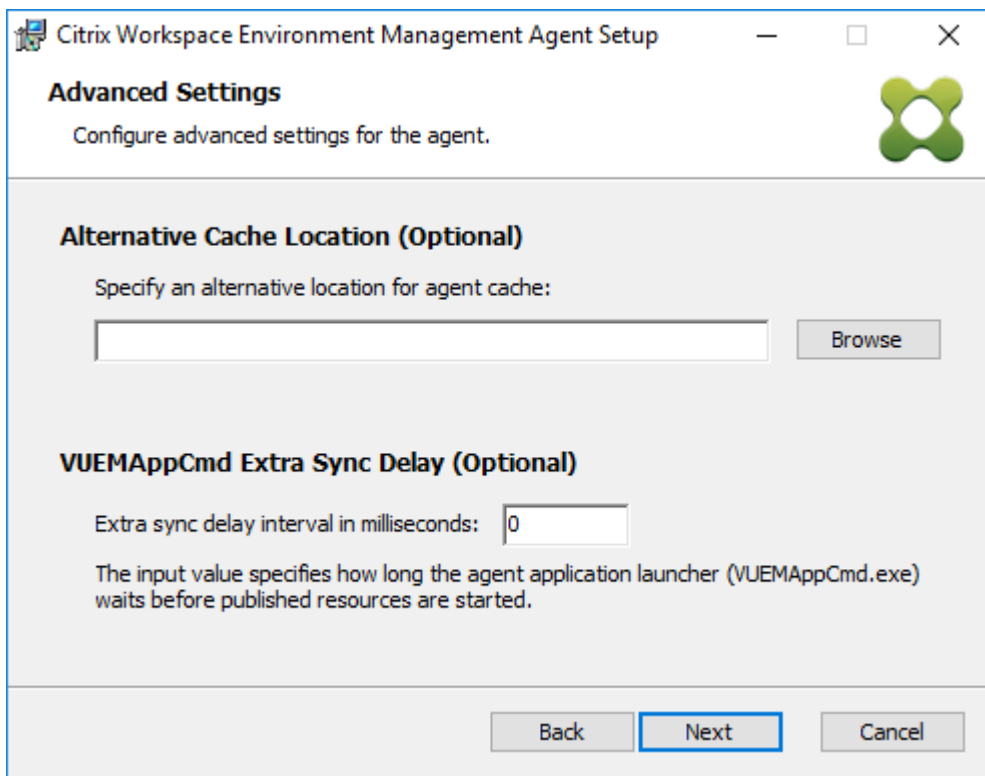 Citrix Workspace Environment Management Agent Setup
Advanced Settings
Configure advanced settings for the agent.
Alternative Cache Location (Optional)
Specify an alternative location for agent cache:
Browse
VUEMAppCmd Extra Sync Delay (Optional)
Extra sync delay interval in milliseconds: 0
The input value specifies how long the agent application launcher (VUEMAppCmd.exe)
waits before published resources are started.
Back Next Cancel